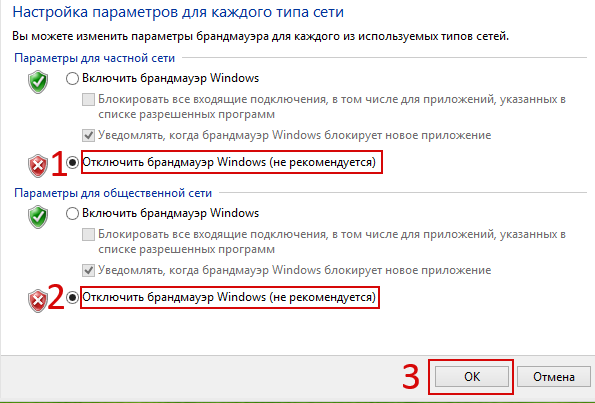 Настройка параметров для каждого типа сети
Вы можете изменить параметры брандмауэра для каждого из используемых типов сетей.
Параметры для частной сети
Включить брандмауэр Windows
Блокировать все входящие подключения, в том числе для приложений, указанных в
списке разрешенных программ
Уведомлять, когда брандмауэр Windows блокирует новое приложение
1 Отключить брандмауэр Windows (не рекомендуется)
Параметры для общественной сети
Включить брандмауэр Windows
Блокировать все входящие подключения, в том числе для приложений, указанных в
списке разрешенных программ
Уведомлять, когда брандмауэр Windows блокирует новое приложение
2 Отключить брандмауэр Windows (не рекомендуется)
3 ОК Отмена